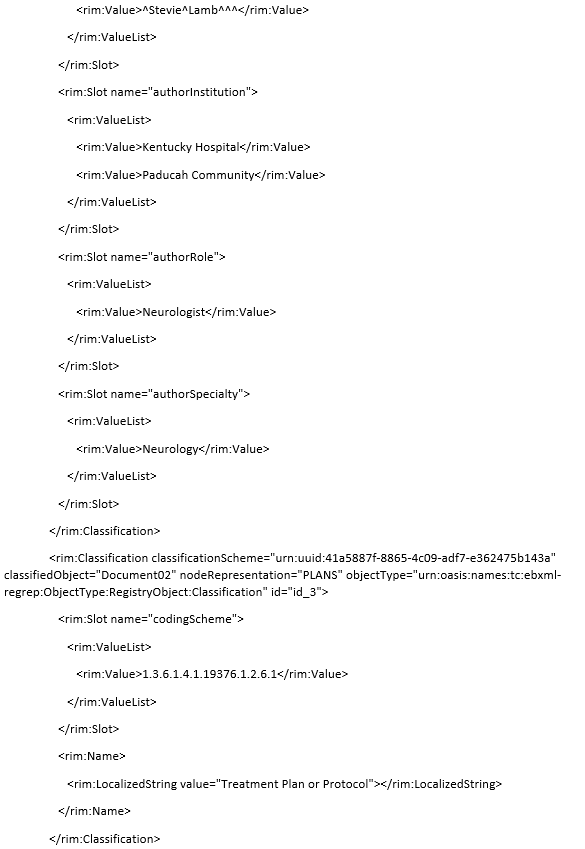 <rim:Value>^Stevie^Lamb^^^</rim:Value>
</rim:ValueList>
</rim:Slot>
<rim:Slot name="authorInstitution">
<rim:ValueList>
<rim:Value>Kentucky Hospital</rim:Value>
<rim:Value>Paducah Community</rim:Value>
</rim:ValueList>
</rim:Slot>
<rim:Slot name="authorRole">
<rim:ValueList>
<rim:Value>Neurologist</rim:Value>
</rim:ValueList>
</rim:Slot>
<rim:Slot name="authorSpecialty">
<rim:ValueList>
<rim:Value>Neurology</rim:Value>
</rim:ValueList>
</rim:Slot>
</rim:Classification>
<rim:Classification classificationScheme="urn:uuid:41a5887f-8865-4c09-adf7-e362475b143a"
classifiedObject="Document02" nodeRepresentation="PLANS" objectType="urn:oasis:names:tc:ebxml-
regrep:ObjectType:RegistryObject:Classification" id="id_3">
<rim:Slot name="codingScheme">
<rim:ValueList>
<rim:Value>1.3.6.1.4.1.19376.1.2.6.1</rim:Value>
</rim:ValueList>
</rim:Slot>
<rim:Name>
<rim:LocalizedString value="Treatment Plan or Protocol"></rim:LocalizedString>
</rim:Name>
</rim:Classification>